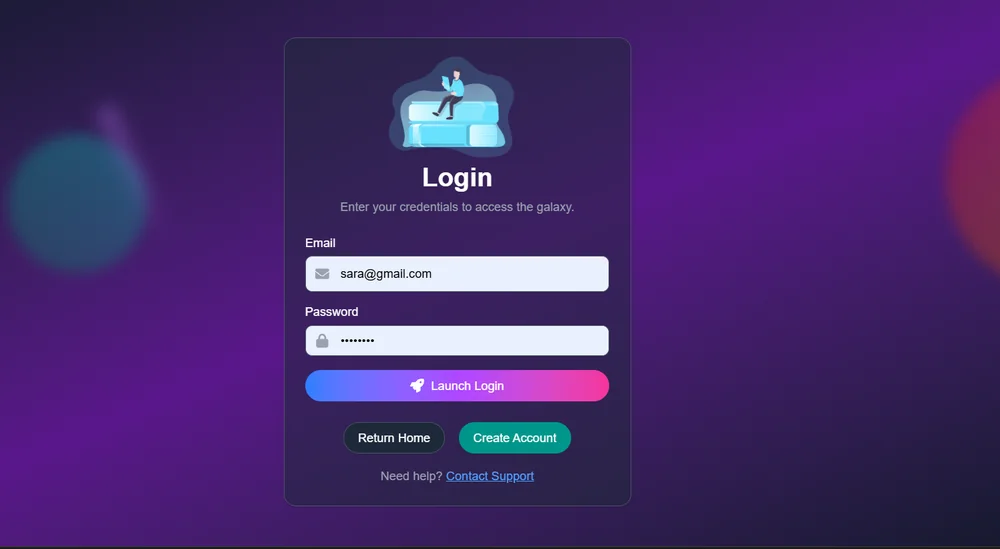 Login
Enter your credentials to access the galaxy.
Email
sara@gmail.com
Password
••••••••
Launch Login
Return Home Create Account
Need help? Contact Support